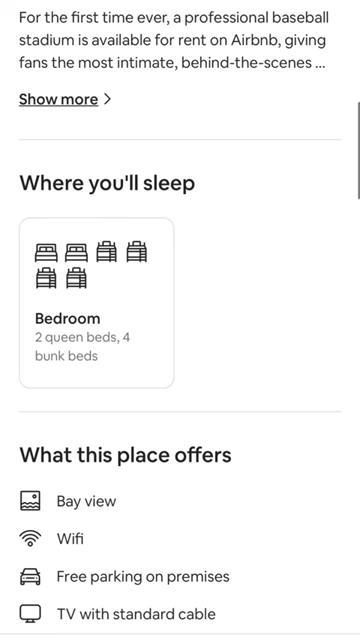 For the first time ever, a professional baseball
stadium is available for rent on Airbnb, giving
fans the most intimate, behind-the-scenes ...
Show more
Where you'll sleep
Bedroom
2 queen beds, 4
bunk beds
What this place offers
Bay view
Wifi
Free parking on premises
TV with standard cable